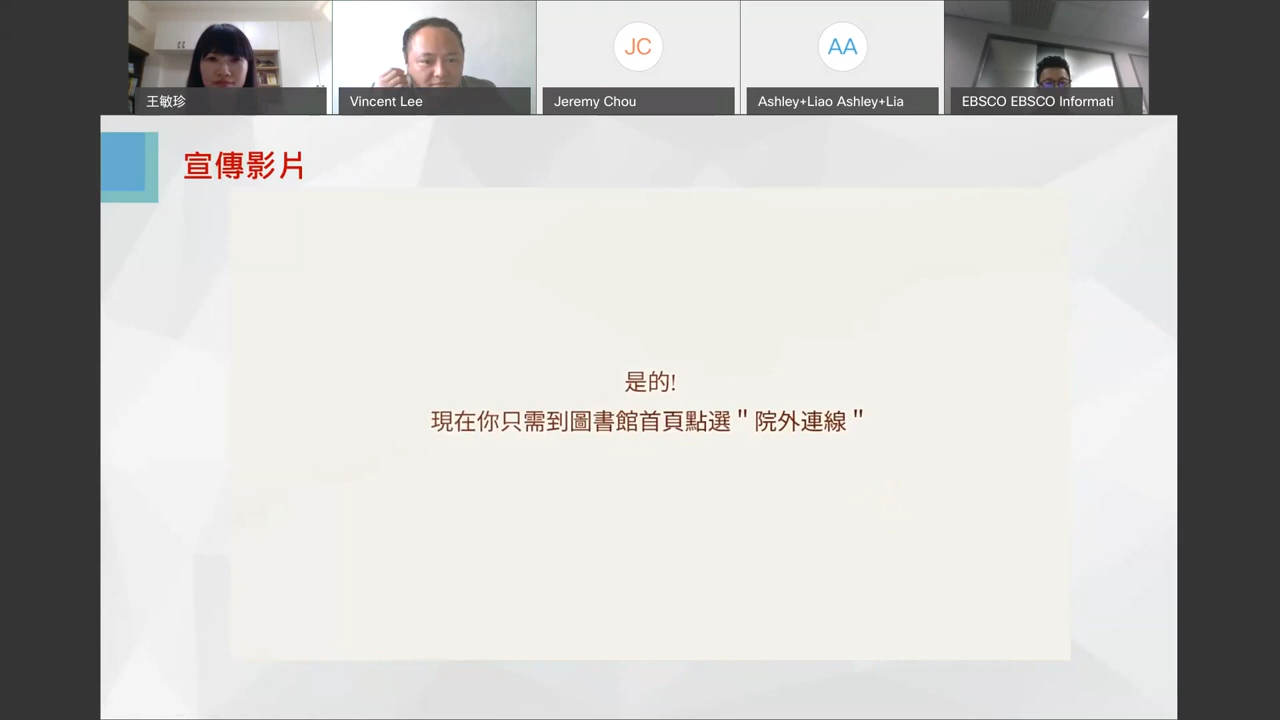 JC
AA
王敏珍
Vincent Lee
Jeremy Chou
Ashley+Liao Ashley+Lia
EBSCO EBSCO Informati
宣傳影片
是的!
現在你只需到圖書館首頁點選"院外連線"